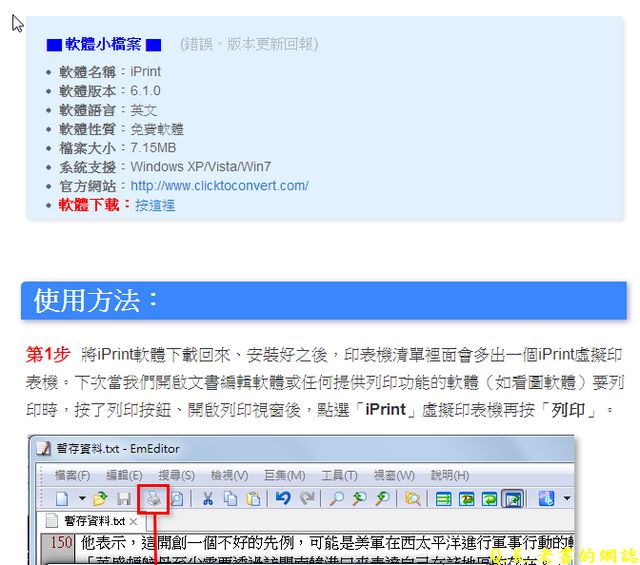 軟體小檔案 (錯誤、版本更新回報)
軟體名稱：iPrint
軟體版本：6.1.0
軟體語言：英文
軟體性質：免費軟體
檔案大小：7.15MB
系統支援：Windows XP/Vista/Win7
官方網站：http://www.clicktoconvert.com/
軟體下載：按這裡
使用方法：
第1步 將iPrint軟體下載回來、安裝好之後，印表機清單裡面會多出一個iPrint虛擬印
表機。下次當我們開啟文書編輯軟體或任何提供列印功能的軟體（如看圖軟體）要列
印時，按了列印按鈕、開啟列印視窗後，點選「iPrint」虛擬印表機再按「列印」。
暫存資料.txt - EmEditor
檔案(F) 編輯(E) 搜尋(S) 檢視(V) 巨集(M) 工具(T) 視窗(W) 說明(H)
暫存資料.txt
150 他表示，這開創一個不好的先例，可能是美軍在西太平洋進行軍事行動的
老翼的網誌